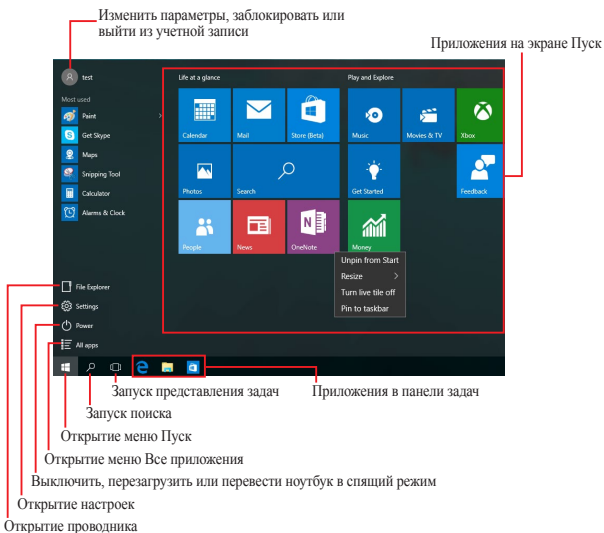 Изменить параметры, заблокировать или
выйти из учетной записи
Приложения на экране Пуск
test
Most used
Paint
Get Skype
Maps
Snipping Tool
Calculator
Alarms & Clock
File Explorer
Settings
Power
All apps
Life at a glance
Play and Explore
Calendar
Mail
Store (Beta)
Music
Movies & TV
Xbox
Photos
Search
Get Started
Feedback
People
News
OneNote
Money
Unpin from Start
Resize
Turn live tile off
Pin to taskbar
Запуск представления задач
Приложения в панели задач
Запуск поиска
Открытие меню Пуск
Открытие меню Все приложения
Выключить, перезагрузить или перевести ноутбук в спящий режим
Открытие настроек
Открытие проводника